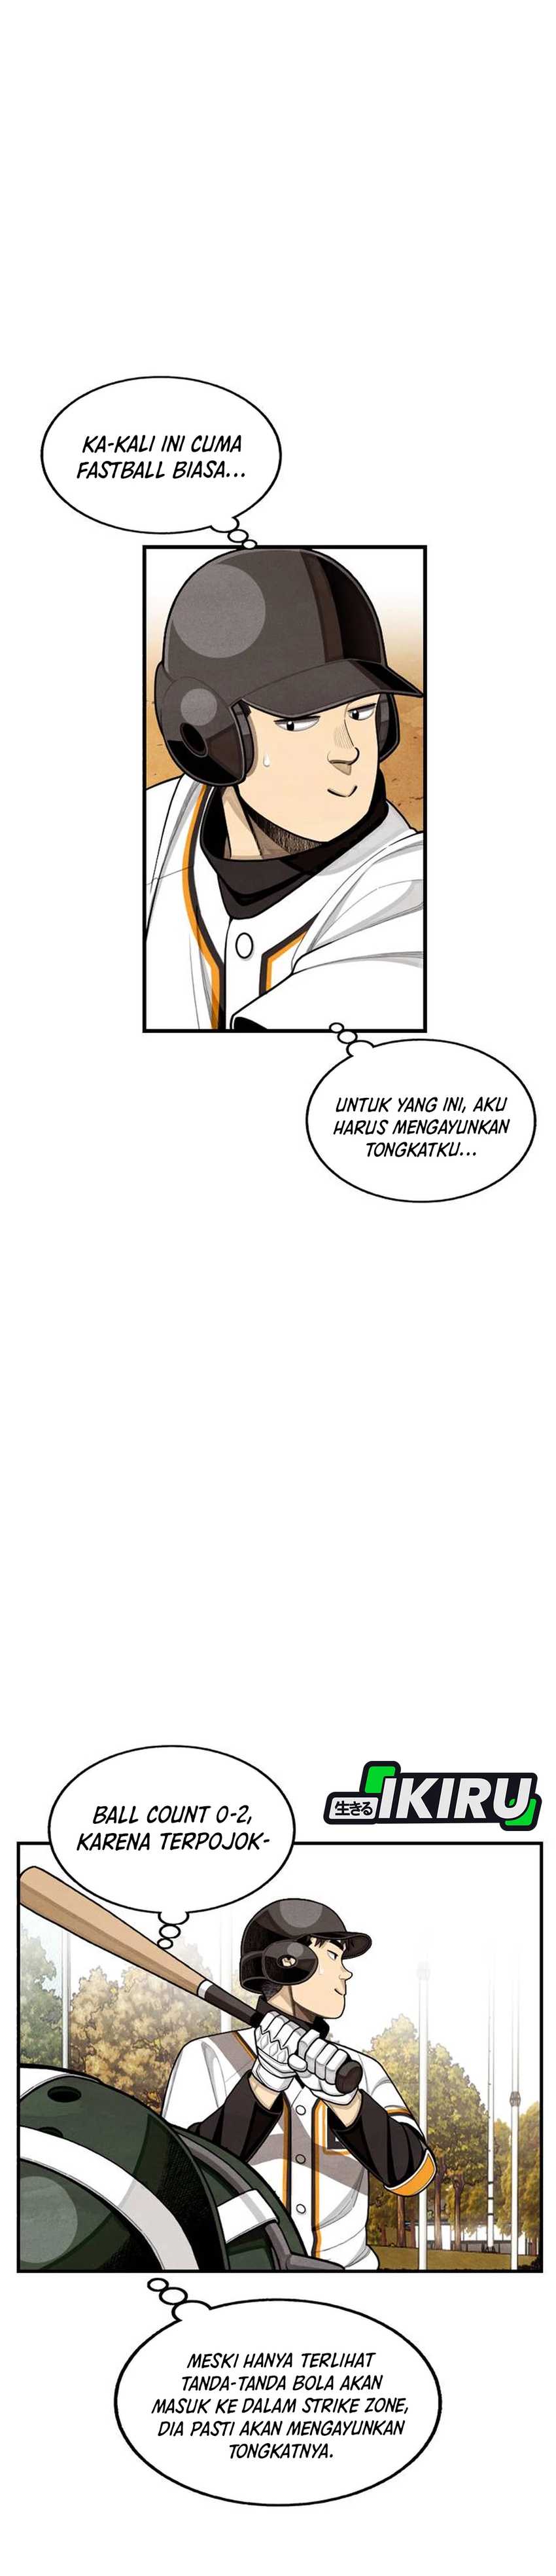 KA-KALI INI CUMA
FASTBALL BIASA...
UNTUK YANG INI, AKU
HARUS MENGAYUNKAN
TONGKATKU...
生きる IKIRU
BALL COUNT 0-2,
KARENA TERPOJOK-
MESKI HANYA TERLIHAT
TANDA-TANDA BOLA AKAN
MASUK KE DALAM STRIKE ZONE,
DIA PASTI AKAN MENGAYUNKAN
TONGKATNYA.